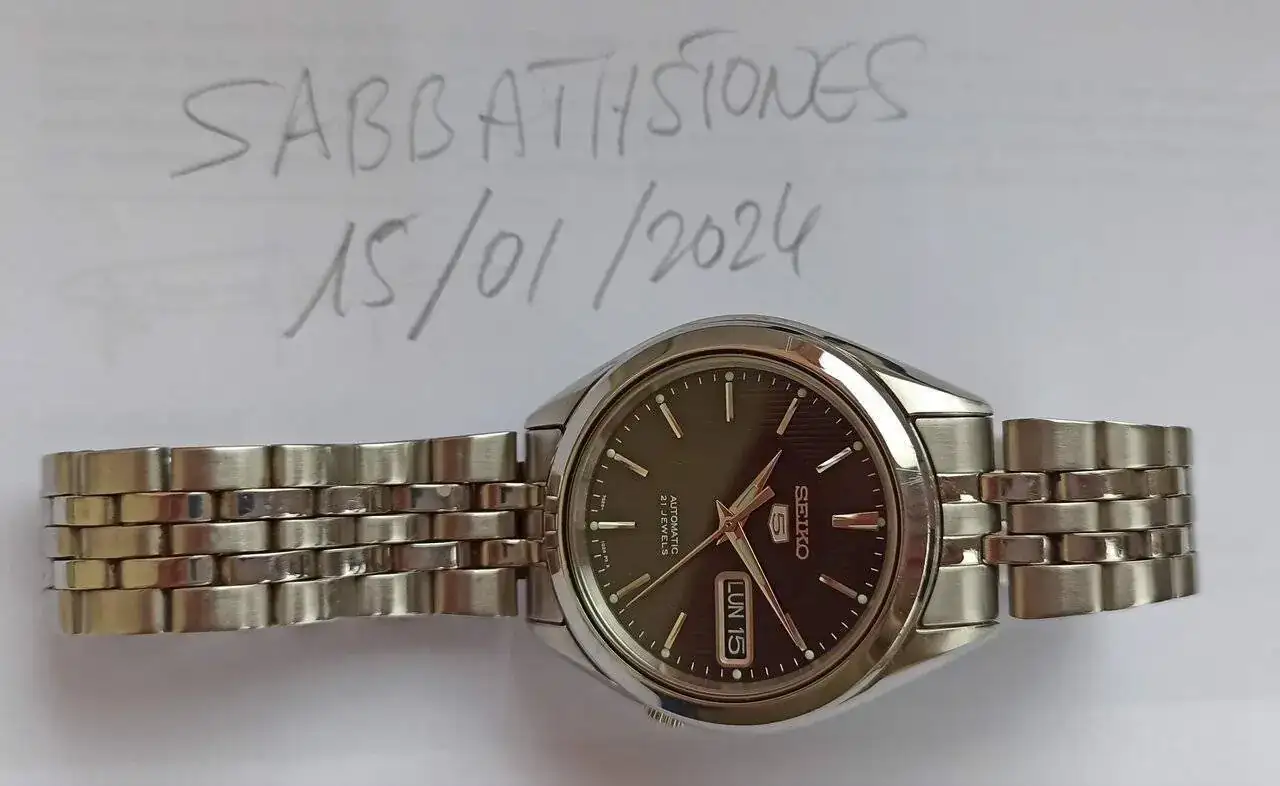 SABBATHSTONES
15/01/2024
SEIKO
5
LUN 15
AUTOMATIC
21 JEWELS